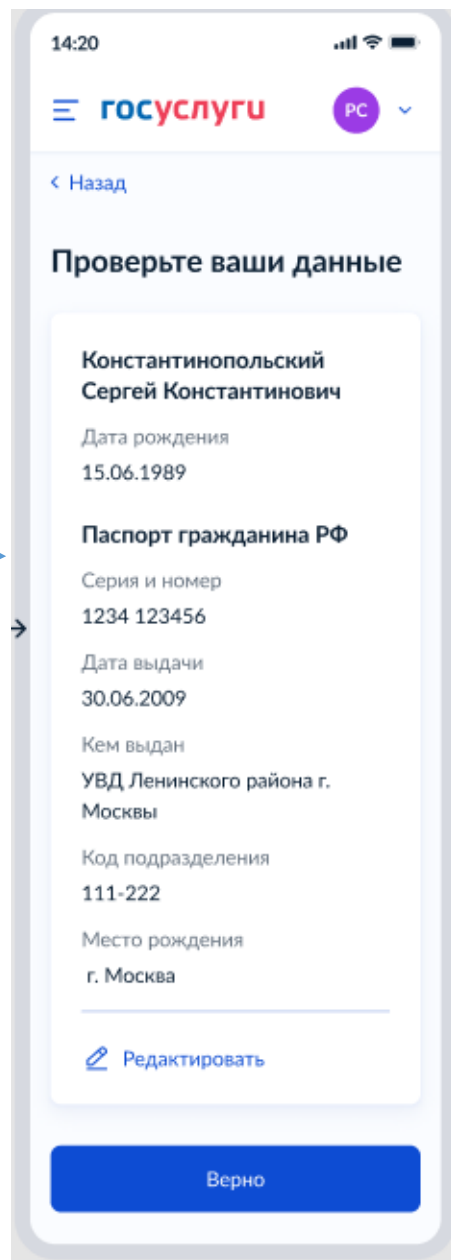 14:20
госуслуги
РС
Назад
Проверьте ваши данные
Константинопольский
Сергей Константинович
Дата рождения
15.06.1989
Паспорт гражданина РФ
Серия и номер
1234 123456
Дата выдачи
30.06.2009
Кем выдан
УВД Ленинского района г.
Москвы
Код подразделения
111-222
Место рождения
г. Москва
Редактировать
Верно